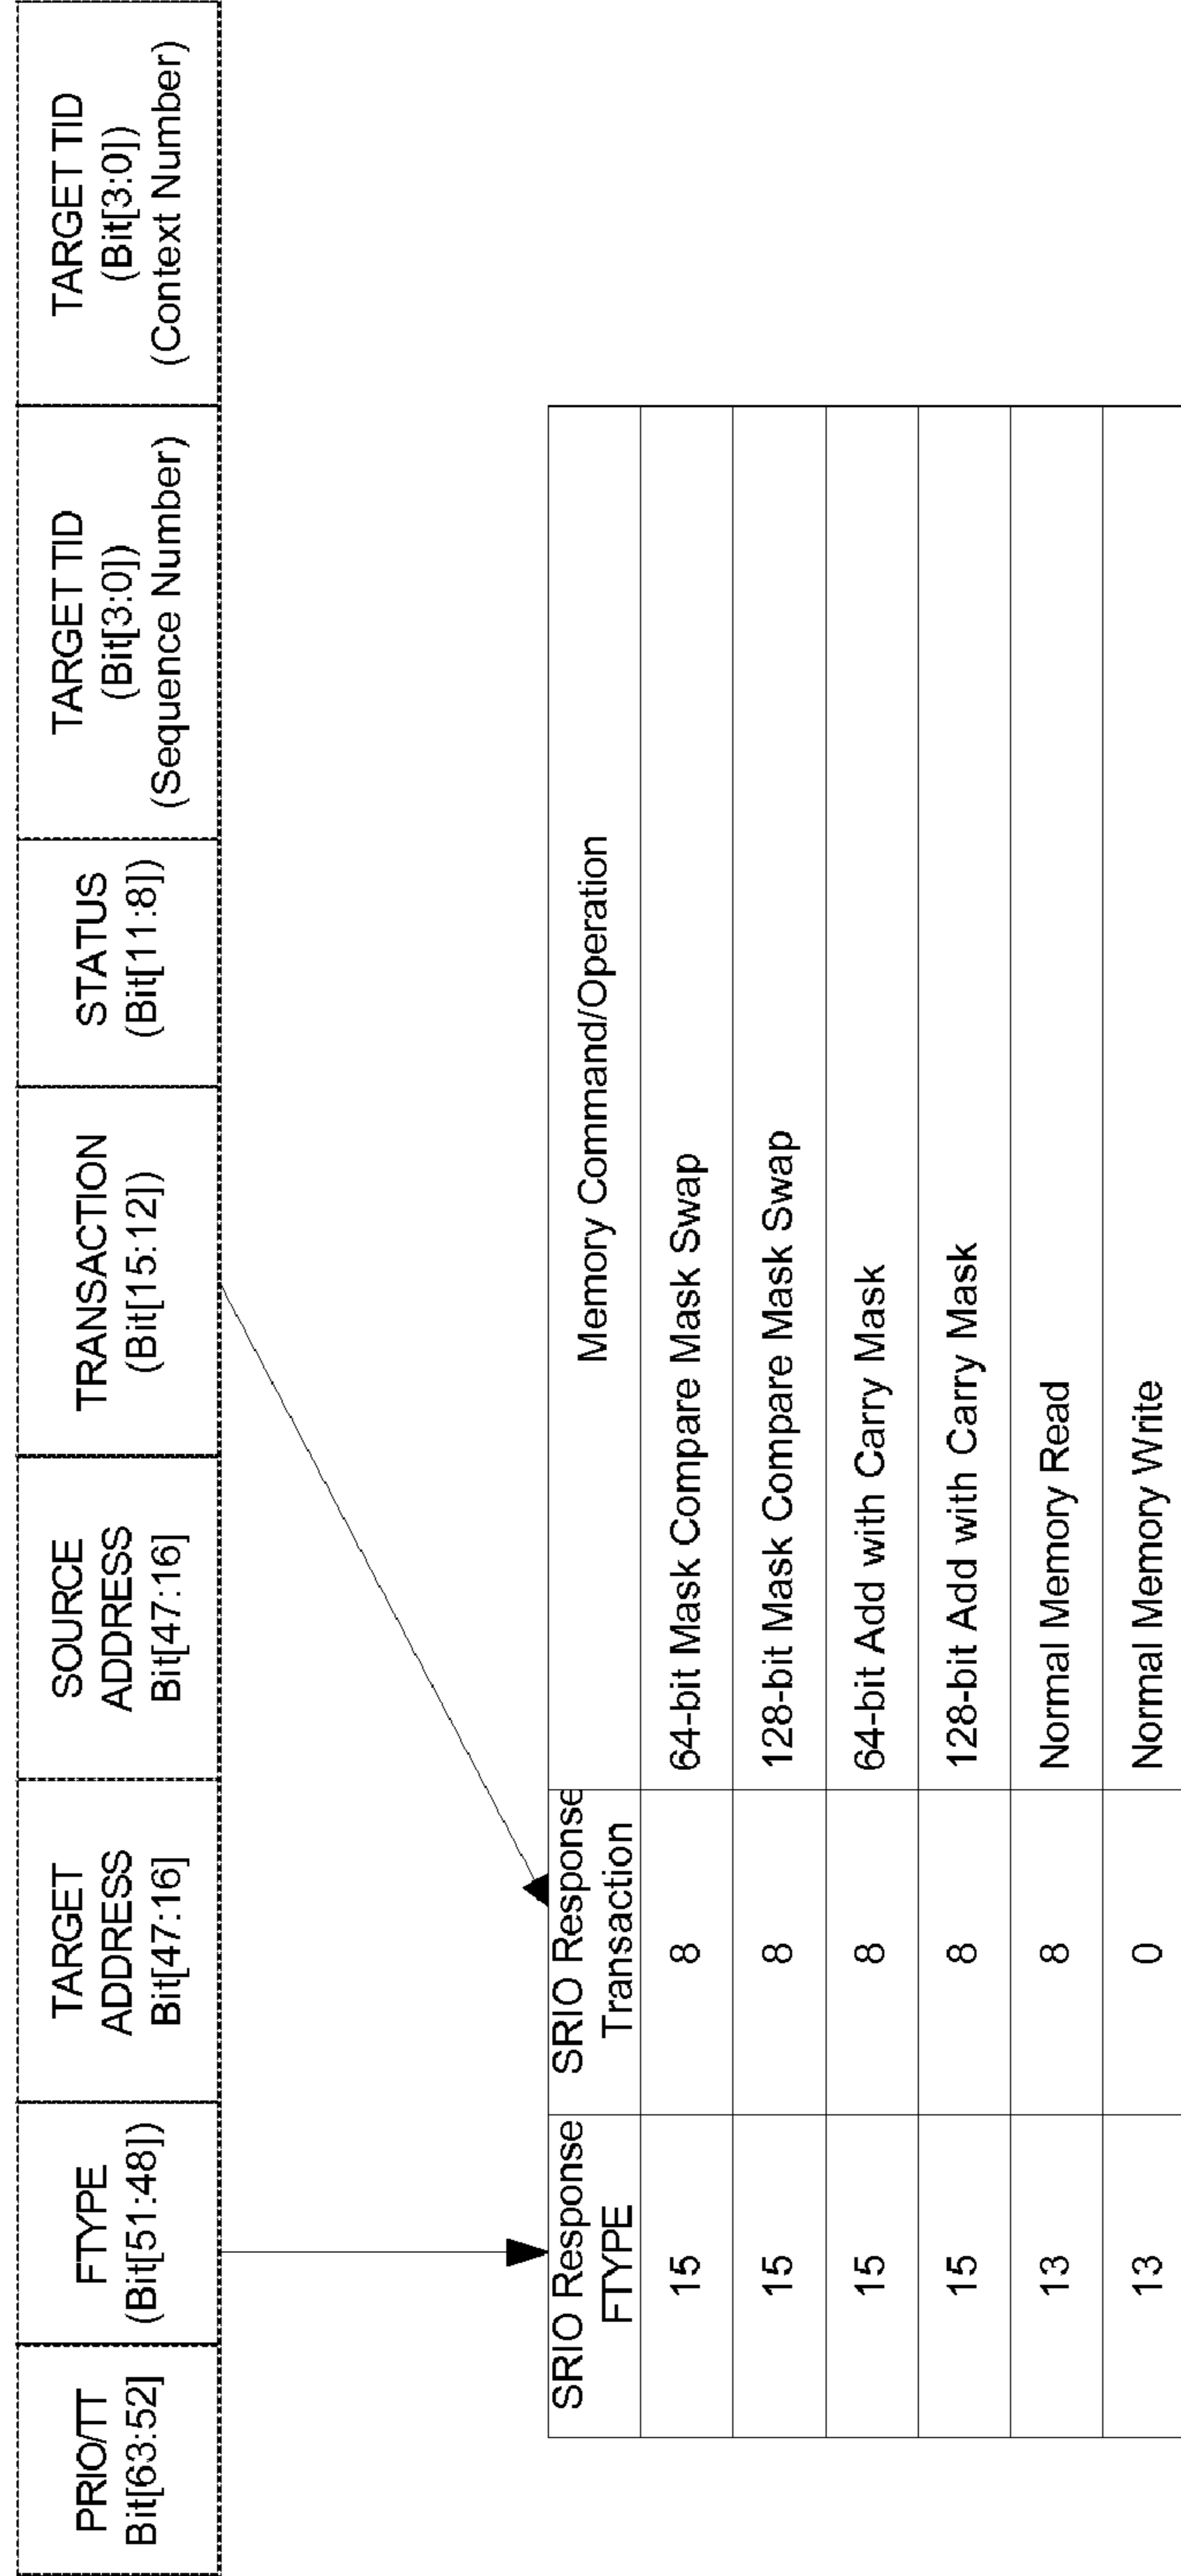 PRIO/TT
Bit[63:52]
FTYPE
(Bit[51:48])
TARGET
ADDRESS
Bit[47:16]
SOURCE
ADDRESS
Bit[47:16]
TRANSACTION
(Bit[15:12])
STATUS
(Bit[11:8])
TARGET TID
(Bit[3:0])
(Sequence Number)
TARGET TID
(Bit[3:0])
(Context Number)
SRIO Response
FTYPE
SRIO Response
Transaction
Memory Command/Operation
15 8 64-bit Mask Compare Mask Swap
15 8 128-bit Mask Compare Mask Swap
15 8 64-bit Add with Carry Mask
15 8 128-bit Add with Carry Mask
13 8 Normal Memory Read
13 0 Normal Memory Write